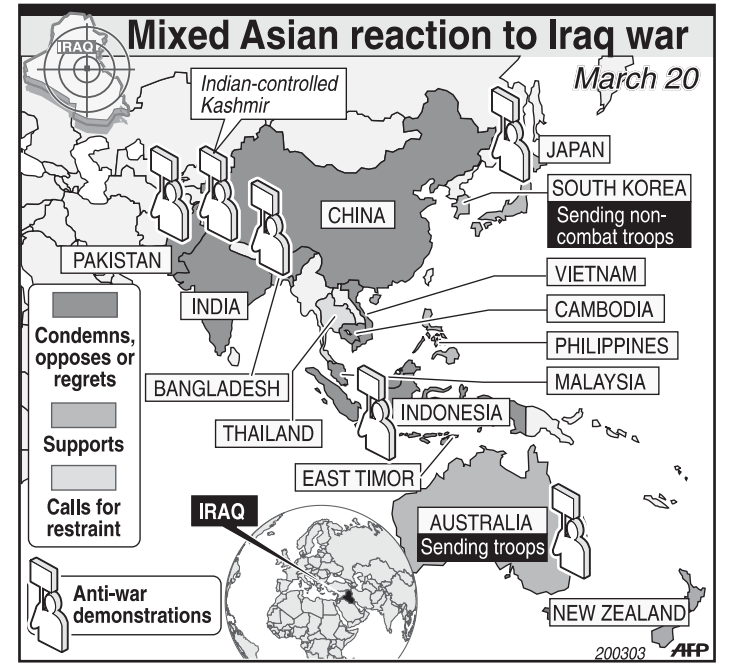 Mixed Asian reaction to Iraq war
IRAQ
March 20
Indian-controlled
Kashmir
JAPAN
SOUTH KOREA
Sending non-
combat troops
CHINA
PAKISTAN
VIETNAM
INDIA
CAMBODIA
PHILIPPINES
MALAYSIA
BANGLADESH
INDONESIA
THAILAND
EAST TIMOR
Condemns,
opposes or
regrets
Supports
Calls for
restraint
IRAQ
AUSTRALIA
Sending troops
Anti-war
demonstrations
NEW ZEALAND
200303 AFP